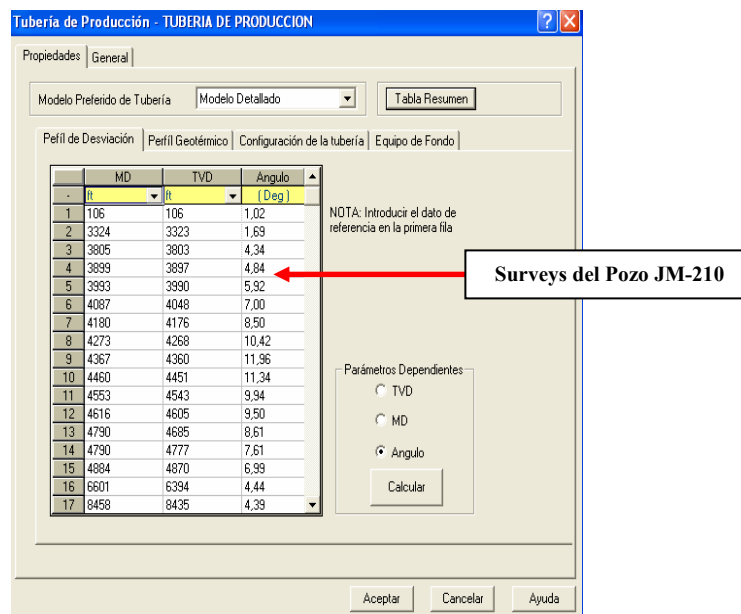 Tubería de Producción - TUBERIA DE PRODUCCION
Propiedades General
Modelo Preferido de Tubería Modelo Detallado Tabla Resumen
Pefíl de Desviación Perfíl Geotérmico Configuración de la tubería Equipo de Fondo
MD TVD Angulo
- ft ft ( Deg )
1 106 106 1,02
2 3324 3323 1,69
3 3805 3803 4,34
4 3899 3897 4,84
5 3993 3990 5,92
6 4087 4048 7,00
7 4180 4176 8,50
8 4273 4268 10,42
9 4367 4360 11,96
10 4460 4451 11,34
11 4553 4543 9,94
12 4616 4605 9,50
13 4790 4685 8,61
14 4790 4777 7,61
15 4884 4870 6,99
16 6601 6394 4,44
17 8458 8435 4,39
NOTA: Introducir el dato de
referencia en la primera fila
Surveys del Pozo JM-210
Parámetros Dependientes
TVD
MD
Angulo
Calcular
Aceptar Cancelar Ayuda